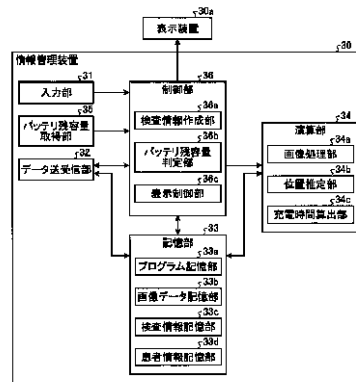 30a
表示装置
30
情報管理装置
31
入力部
35
バッテリ残容量
取得部
32
データ送受信部
36
制御部
36a
検査情報作成部
36b
バッテリ残容量
判定部
36c
表示制御部
34
演算部
34a
画像処理部
34b
位置推定部
34c
充電時間算出部
33
記憶部
33a
プログラム記憶部
33b
画像データ記憶部
33c
検査情報記憶部
33d
患者情報記憶部